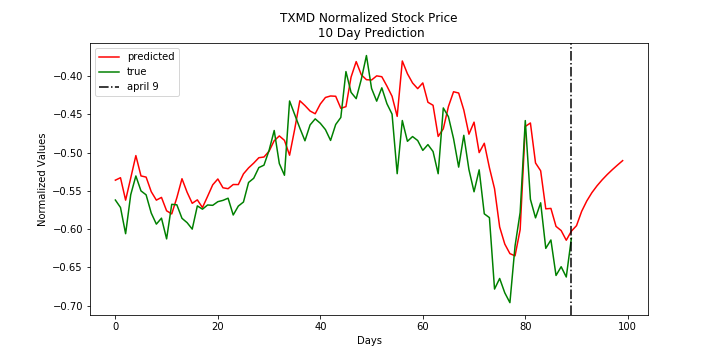 TXMD Normalized Stock Price
10 Day Prediction
predicted
true
april 9
Normalized Values
−0.40
−0.45
−0.50
−0.55
−0.60
−0.65
−0.70
0 20 40 60 80 100
Days